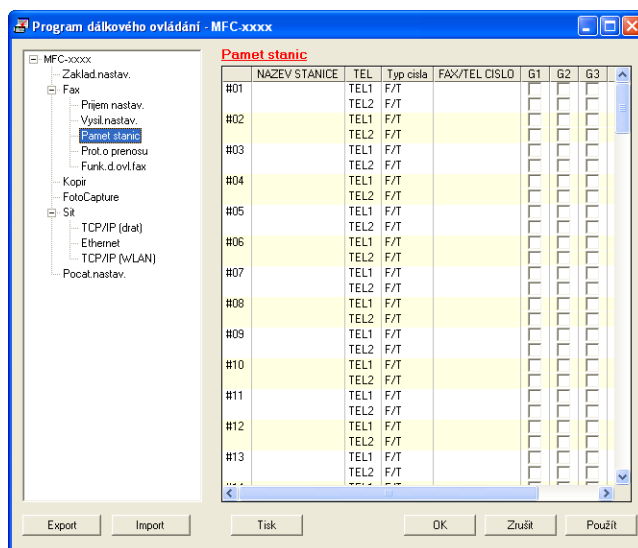 Program dálkového ovládání - MFC-xxxx
MFC-xxxx
Zaklad.nastav.
Fax
Prijem nastav.
Vysil.nastav.
Pamet stanic
Prot.o prenosu
Funk.d.ovl.fax
Kopir
FotoCapture
Sit
TCP/IP (drat)
Ethernet
TCP/IP (WLAN)
Pocat.nastav.
Pamet stanic
NAZEV STANICE TEL Typ cisla FAX/TEL CISLO G1 G2 G3
#01 TEL1 F/T
TEL2 F/T
#02 TEL1 F/T
TEL2 F/T
#03 TEL1 F/T
TEL2 F/T
#04 TEL1 F/T
TEL2 F/T
#05 TEL1 F/T
TEL2 F/T
#06 TEL1 F/T
TEL2 F/T
#07 TEL1 F/T
TEL2 F/T
#08 TEL1 F/T
TEL2 F/T
#09 TEL1 F/T
TEL2 F/T
#10 TEL1 F/T
TEL2 F/T
#11 TEL1 F/T
TEL2 F/T
#12 TEL1 F/T
TEL2 F/T
#13 TEL1 F/T
TEL2 F/T
Export Import Tisk OK Zrušit Použít